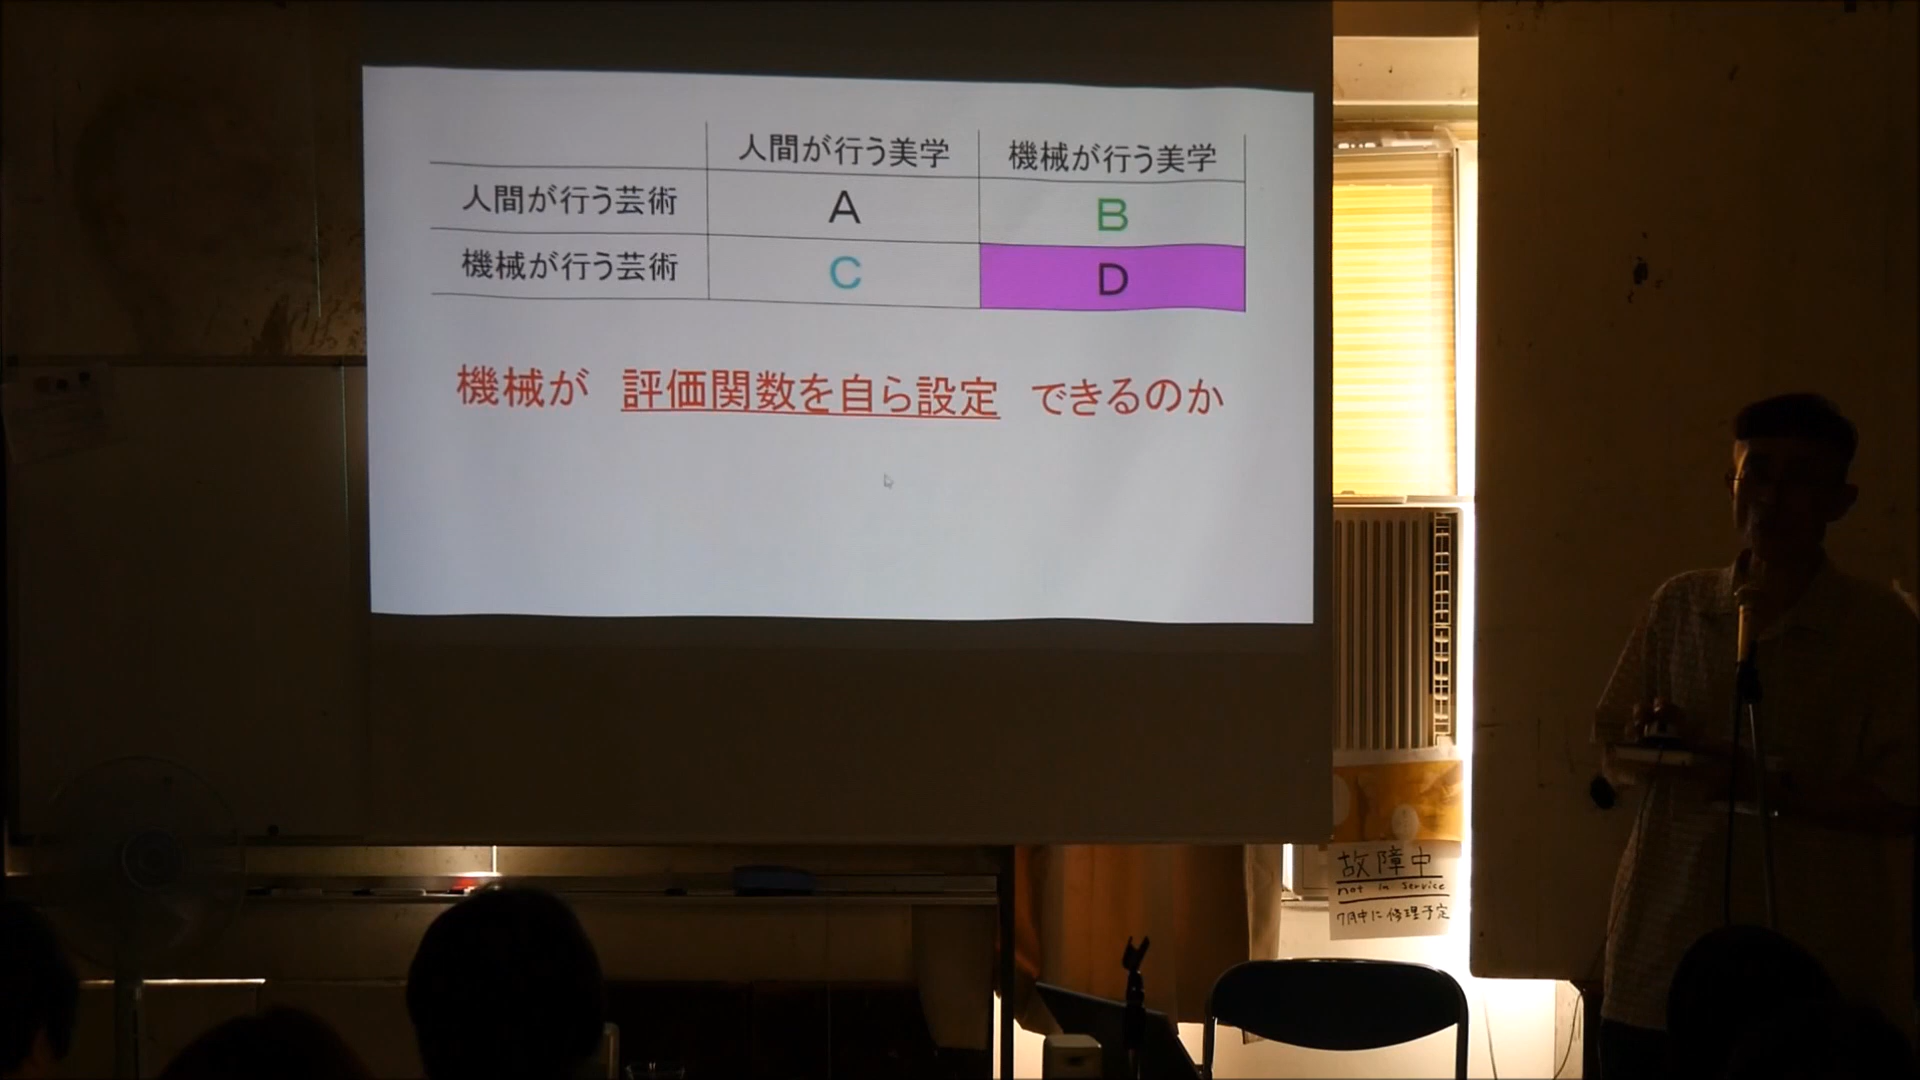 人間が行う美学 機械が行う美学
人間が行う芸術 A B
機械が行う芸術 C D
機械が 評価関数を自ら設定 できるのか
故障中
not in service
7月中に修理予定